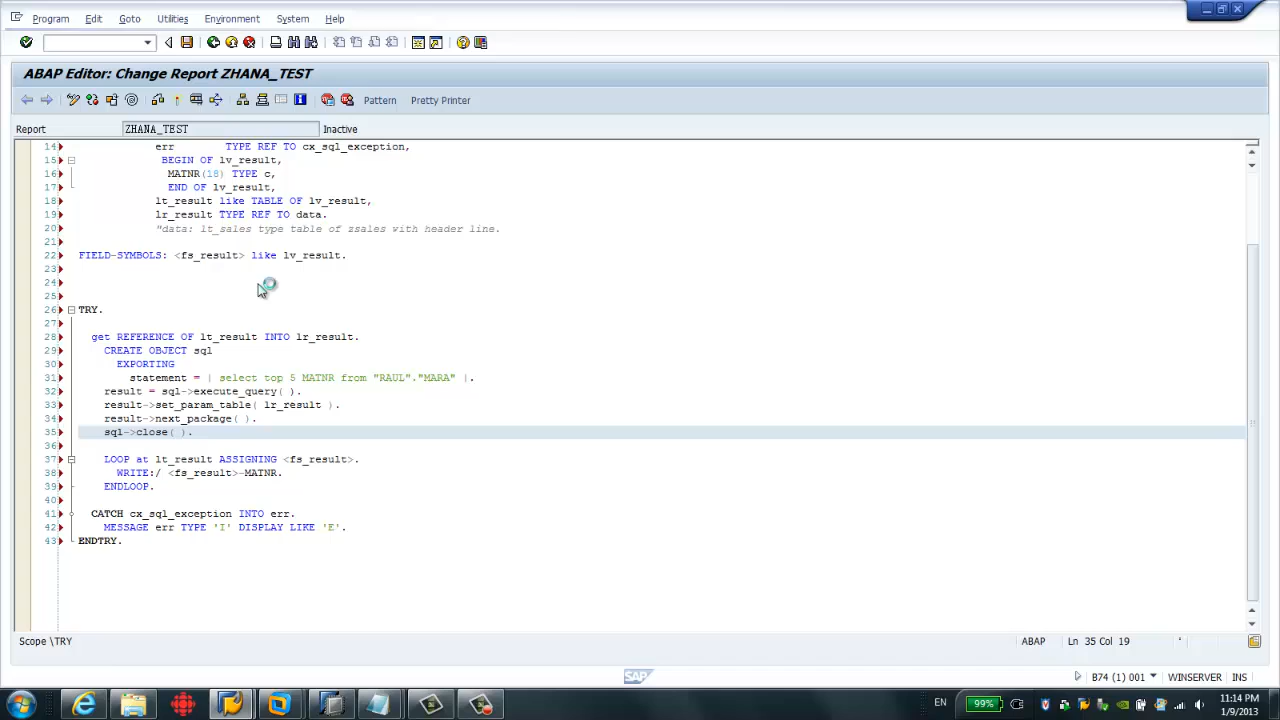 Program Edit Goto Utilities Environment System Help
ABAP Editor: Change Report ZHANA_TEST
Pattern Pretty Printer
Report ZHANA_TEST Inactive
14 err TYPE REF TO cx_sql_exception,
15 BEGIN OF lv_result,
16 MATNR(18) TYPE c,
17 END OF lv_result,
18 lt_result like TABLE OF lv_result,
19 lr_result TYPE REF TO data.
20 "data: lt_sales type table of zsales with header line.
21
22 FIELD-SYMBOLS: <fs_result> like lv_result.
23
24
25
26 TRY.
27
28 get REFERENCE OF lt_result INTO lr_result.
29 CREATE OBJECT sql
30 EXPORTING
31 statement = | select top 5 MATNR from "RAUL"."MARA" |.
32 result = sql->execute_query( ).
33 result->set_param_table( lr_result ).
34 result->next_package( ).
35 sql->close( ).
36
37 LOOP at lt_result ASSIGNING <fs_result>.
38 WRITE:/ <fs_result>-MATNR.
39 ENDLOOP.
40
41 CATCH cx_sql_exception INTO err.
42 MESSAGE err TYPE 'I' DISPLAY LIKE 'E'.
43 ENDTRY.
Scope \TRY ABAP Ln 35 Col 19
SAP B74 (1) 001 WINSERVER INS
EN 99% 11:14 PM
1/9/2013